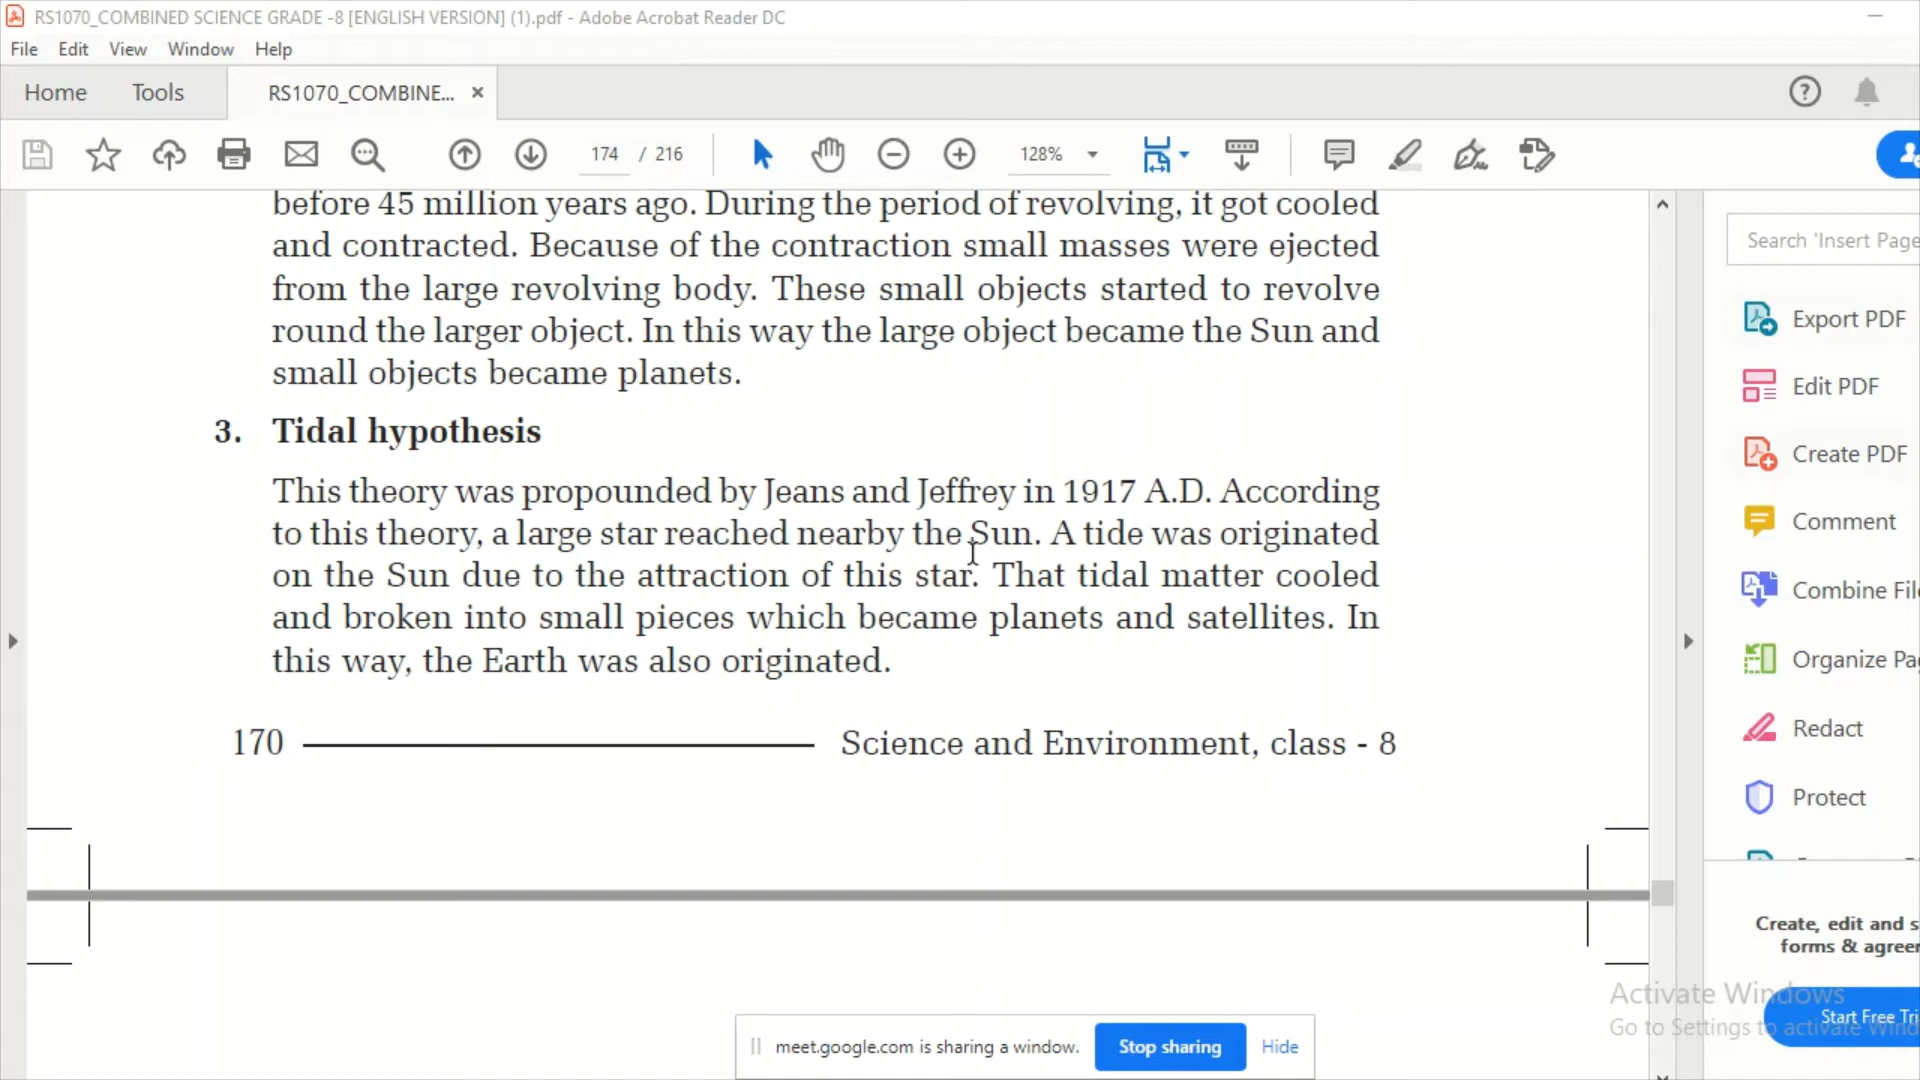 RS1070_COMBINED SCIENCE GRADE -8 [ENGLISH VERSION] (1).pdf - Adobe Acrobat Reader DC
File Edit View Window Help
Home Tools RS1070_COMBINE... ×
174 / 216 128%
before 45 million years ago. During the period of revolving, it got cooled
and contracted. Because of the contraction small masses were ejected
from the large revolving body. These small objects started to revolve
round the larger object. In this way the large object became the Sun and
small objects became planets.
3. Tidal hypothesis
This theory was propounded by Jeans and Jeffrey in 1917 A.D. According
to this theory, a large star reached nearby the Sun. A tide was originated
on the Sun due to the attraction of this star. That tidal matter cooled
and broken into small pieces which became planets and satellites. In
this way, the Earth was also originated.
170 Science and Environment, class - 8
Search 'Insert Page
Export PDF
Edit PDF
Create PDF
Comment
Combine File
Organize Pag
Redact
Protect
Create, edit and s
forms & agreer
Activate Windows
Start Free Tri
Go to Settings to activate Wind
meet.google.com is sharing a window. Stop sharing Hide